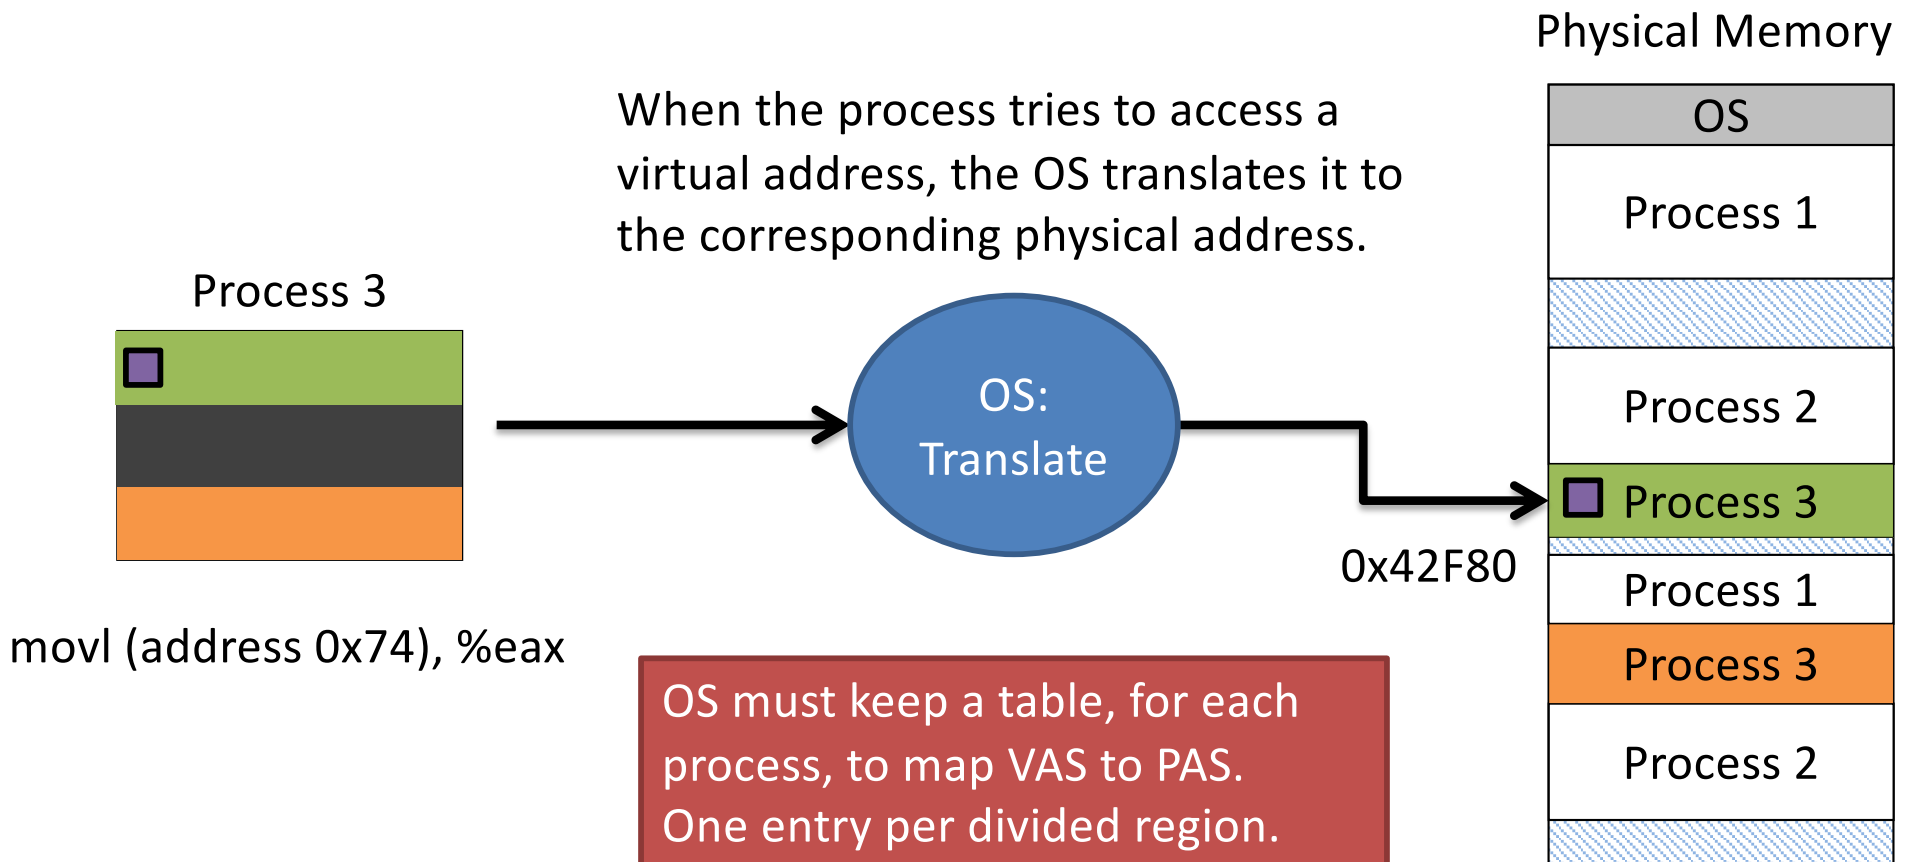 Physical Memory
When the process tries to access a
virtual address, the OS translates it to
the corresponding physical address.
Process 3
OS:
Translate
movl (address 0x74), %eax
0x42F80
OS must keep a table, for each
process, to map VAS to PAS.
One entry per divided region.
OS
Process 1
Process 2
Process 3
Process 1
Process 3
Process 2